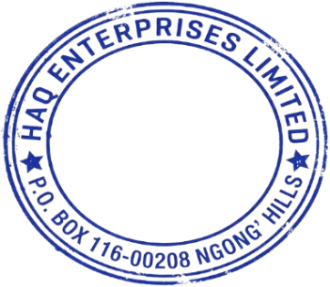 HAQ ENTERPRISES LIMITED
P.O. BOX 116-00208 NGONG' HILLS